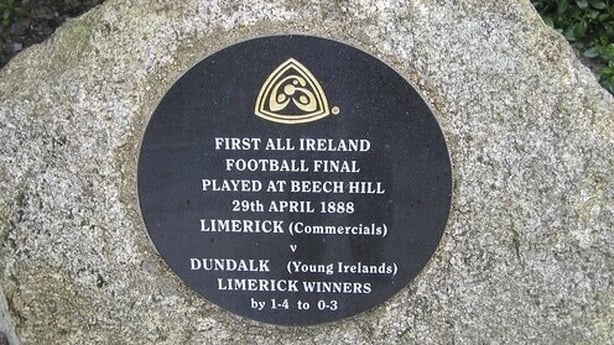 FIRST ALL IRELAND
FOOTBALL FINAL
PLAYED AT BEECH HILL
29th APRIL 1888
LIMERICK (Commercials)
v
DUNDALK (Young Irelands)
LIMERICK WINNERS
by 1-4 to 0-3